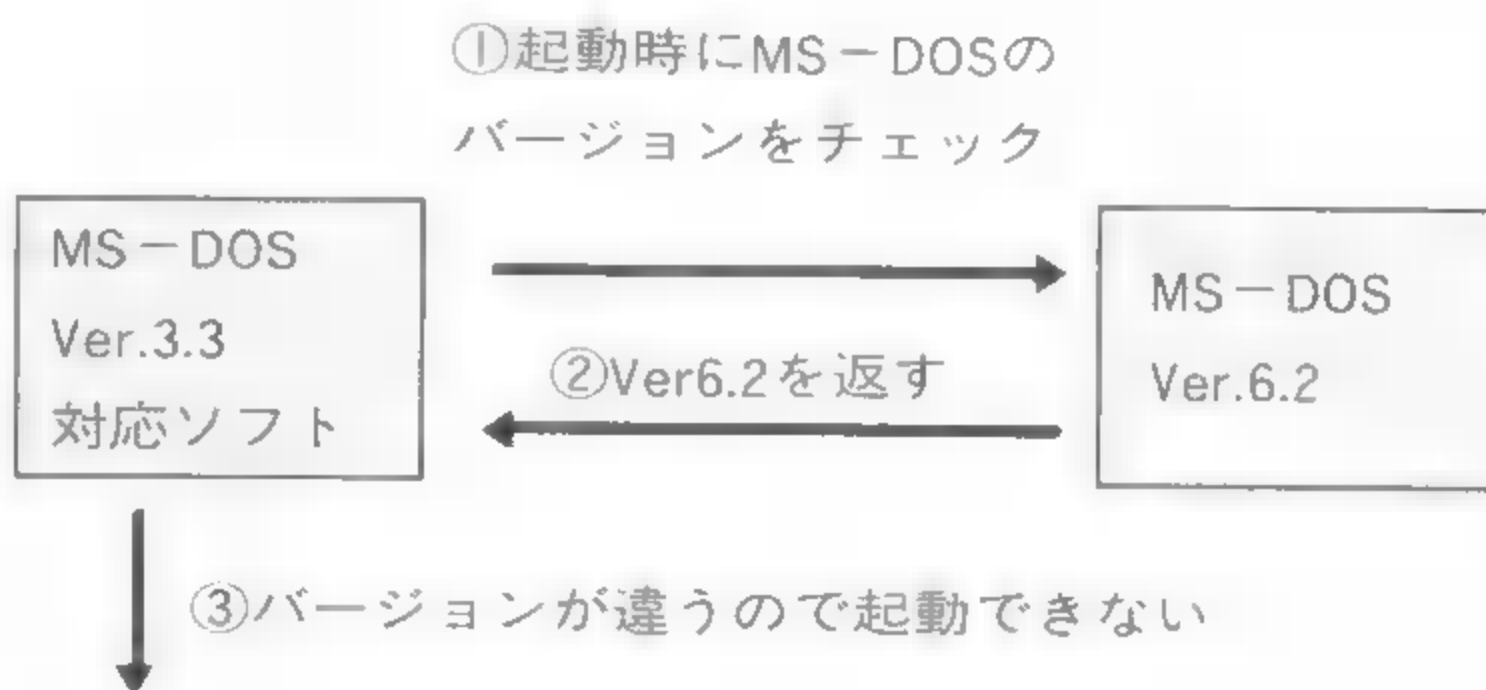 ①起動時にMS－DOSの
バージョンをチェック
MS－DOS
Ver.3.3
対応ソフト
MS－DOS
Ver.6.2
②Ver6.2を返す
③バージョンが違うので起動できない